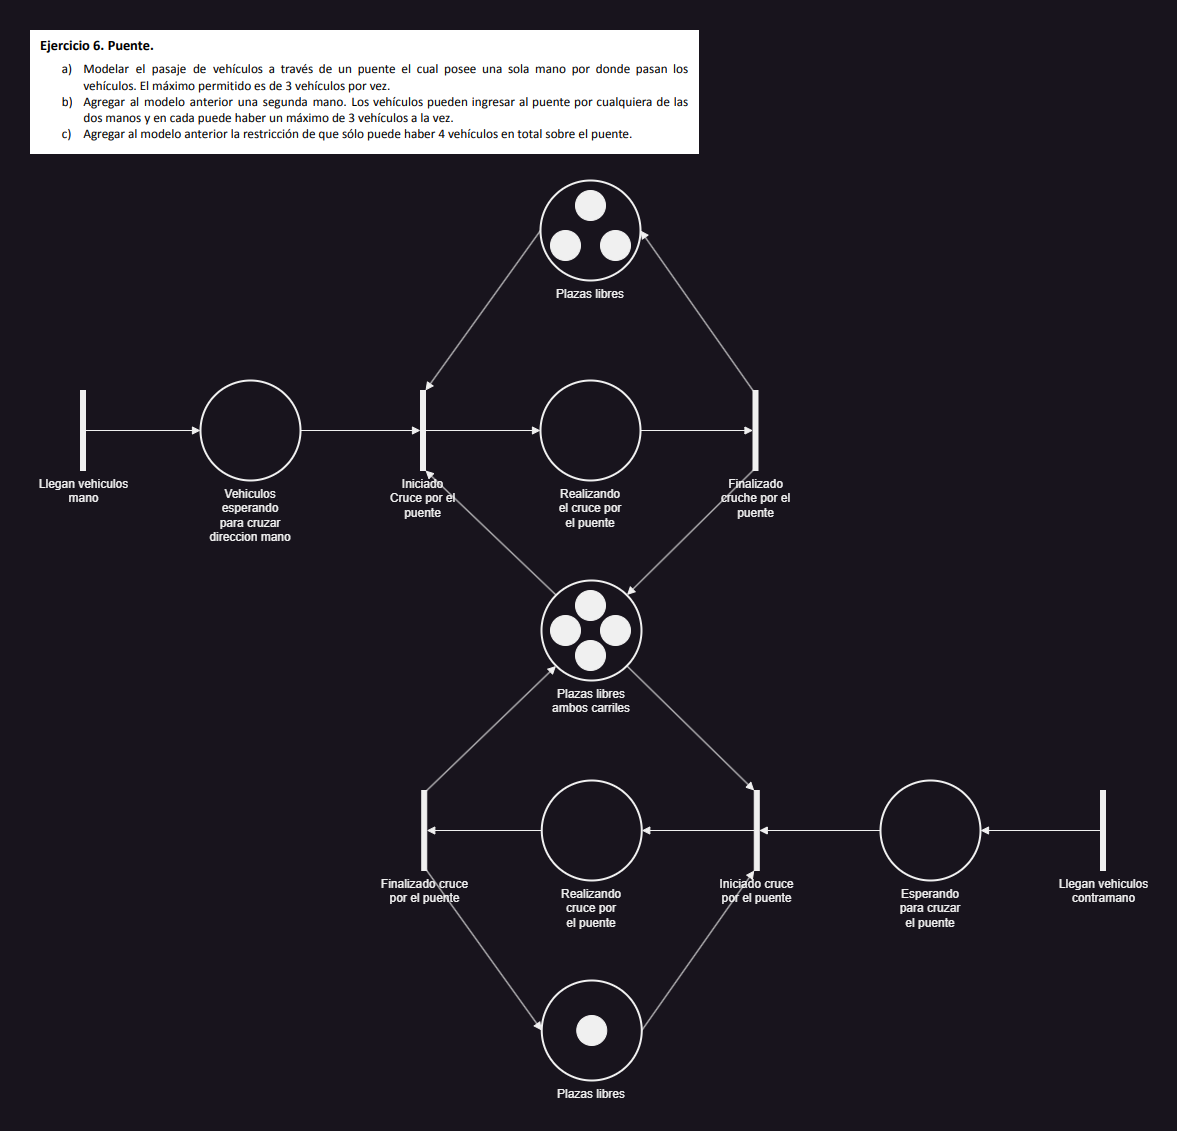 Ejercicio 6. Puente.
a) Modelar el pasaje de vehículos a través de un puente el cual posee una sola mano por donde pasan los
vehículos. El máximo permitido es de 3 vehículos por vez.
b) Agregar al modelo anterior una segunda mano. Los vehículos pueden ingresar al puente por cualquiera de las
dos manos y en cada puede haber un máximo de 3 vehículos a la vez.
c) Agregar al modelo anterior la restricción de que sólo puede haber 4 vehículos en total sobre el puente.
Plazas libres
Llegan vehiculos
mano
Vehiculos
esperando
para cruzar
direccion mano
Iniciado
Cruce por el
puente
Realizando
el cruce por
el puente
Finalizado
cruche por el
puente
Plazas libres
ambos carriles
Finalizado cruce
por el puente
Realizando
cruce por
el puente
Iniciado cruce
por el puente
Esperando
para cruzar
el puente
Llegan vehiculos
contramano
Plazas libres